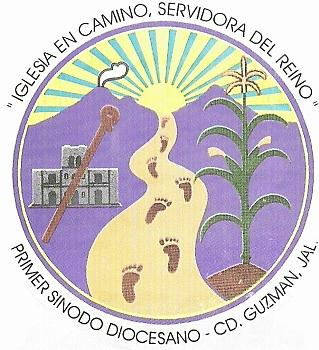 "IGLESIA EN CAMINO, SERVIDORA DEL REINO"
PRIMER SINODO DIOCESANO - CD. GUZMAN, JAL.